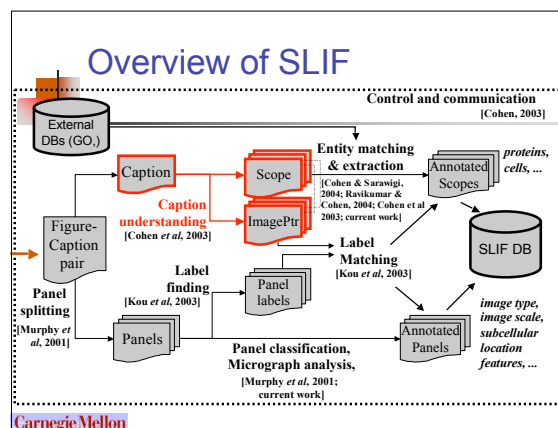 Overview of SLIF
Control and communication
[Cohen, 2003]
External
DBs (GO,)
Entity matching
& extraction
[Cohen & Sarawigi,
2004; Ravikumar &
Cohen, 2004; Cohen et al
2003; current work]
proteins,
cells, ...
Caption
Scope
Annotated
Scopes
Caption
understanding
[Cohen et al, 2003]
ImagePtr
Figure-
Caption
pair
Label
Matching
[Kou et al, 2003]
SLIF DB
Label
finding
[Kou et al, 2003]
Panel
labels
Panel
splitting
[Murphy et
al, 2001]
Panels
Annotated
Panels
image type,
image scale,
subcellular
location
features, ...
Panel classification,
Micrograph analysis,
[Murphy et al, 2001;
current work]
Carnegie Mellon